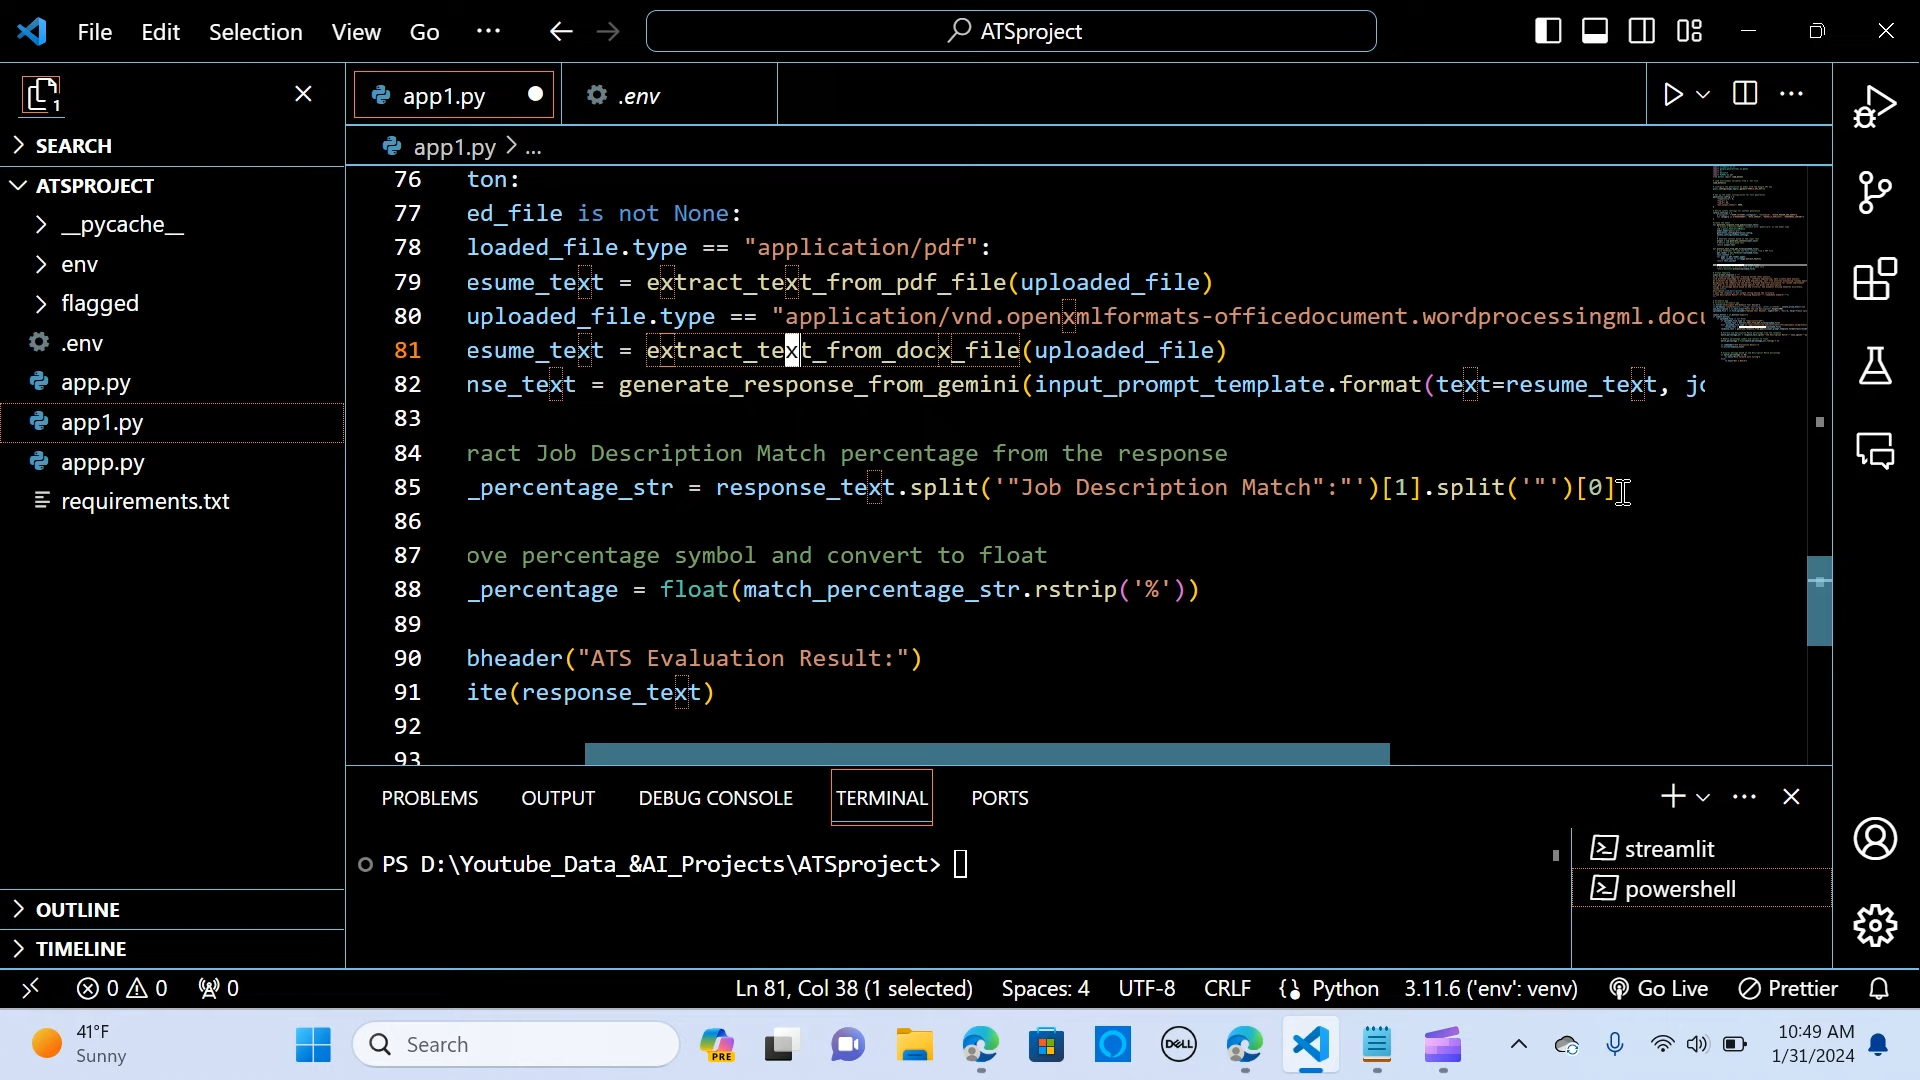 File Edit Selection View Go ··· ATSproject
1
app1.py .env
SEARCH
app1.py > ...
ATSPROJECT
__pycache__
env
flagged
.env
app.py
app1.py
appp.py
requirements.txt
OUTLINE
TIMELINE
76 ton:
77 ed_file is not None:
78 loaded_file.type == "application/pdf":
79 esume_text = extract_text_from_pdf_file(uploaded_file)
80 uploaded_file.type == "application/vnd.openxmlformats-officedocument.wordprocessingml.docu
81 esume_text = extract_text_from_docx_file(uploaded_file)
82 nse_text = generate_response_from_gemini(input_prompt_template.format(text=resume_text, jo
83
84 ract Job Description Match percentage from the response
85 _percentage_str = response_text.split('"Job Description Match":"')[1].split('"')[0]
86
87 ove percentage symbol and convert to float
88 _percentage = float(match_percentage_str.rstrip('%'))
89
90 bheader("ATS Evaluation Result:")
91 ite(response_text)
92
93
PROBLEMS OUTPUT DEBUG CONSOLE TERMINAL PORTS
PS D:\Youtube_Data_&AI_Projects\ATSproject>
streamlit
powershell
0 0 0 Ln 81, Col 38 (1 selected) Spaces: 4 UTF-8 CRLF Python 3.11.6 ('env': venv) Go Live Prettier
41°F
Sunny
Search
PRE
DELL
10:49 AM
1/31/2024